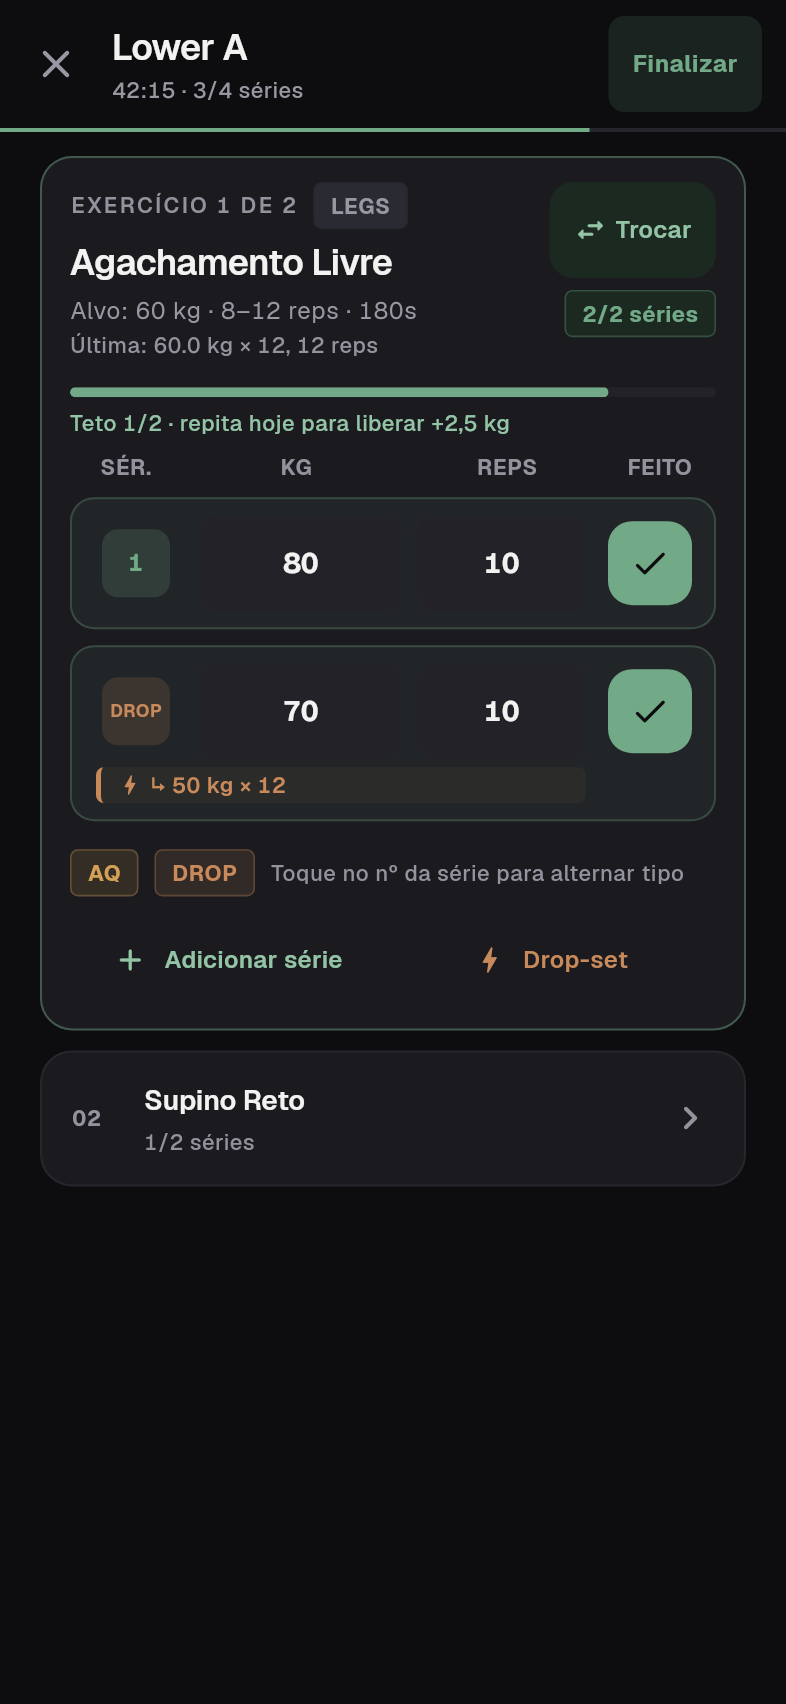 Lower A
42:15 · 3/4 séries
Finalizar
EXERCÍCIO 1 DE 2
LEGS
Trocar
Agachamento Livre
Alvo: 60 kg · 8–12 reps · 180s
2/2 séries
Última: 60.0 kg × 12, 12 reps
Teto 1/2 · repita hoje para liberar +2,5 kg
SÉR. KG REPS FEITO
1 80 10
DROP 70 10
↳ 50 kg × 12
AQ DROP Toque no nº da série para alternar tipo
+ Adicionar série
Drop-set
02
Supino Reto
1/2 séries